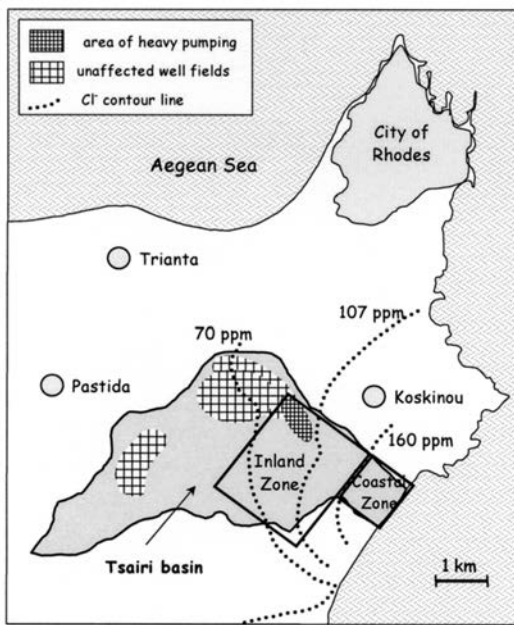 area of heavy pumping
unaffected well fields
Cl⁻ contour line
City of
Rhodes
Aegean Sea
Trianta
107 ppm
70 ppm
Pastida
Koskinou
160 ppm
Inland
Zone
Coastal
Zone
Tsairi basin
1 km